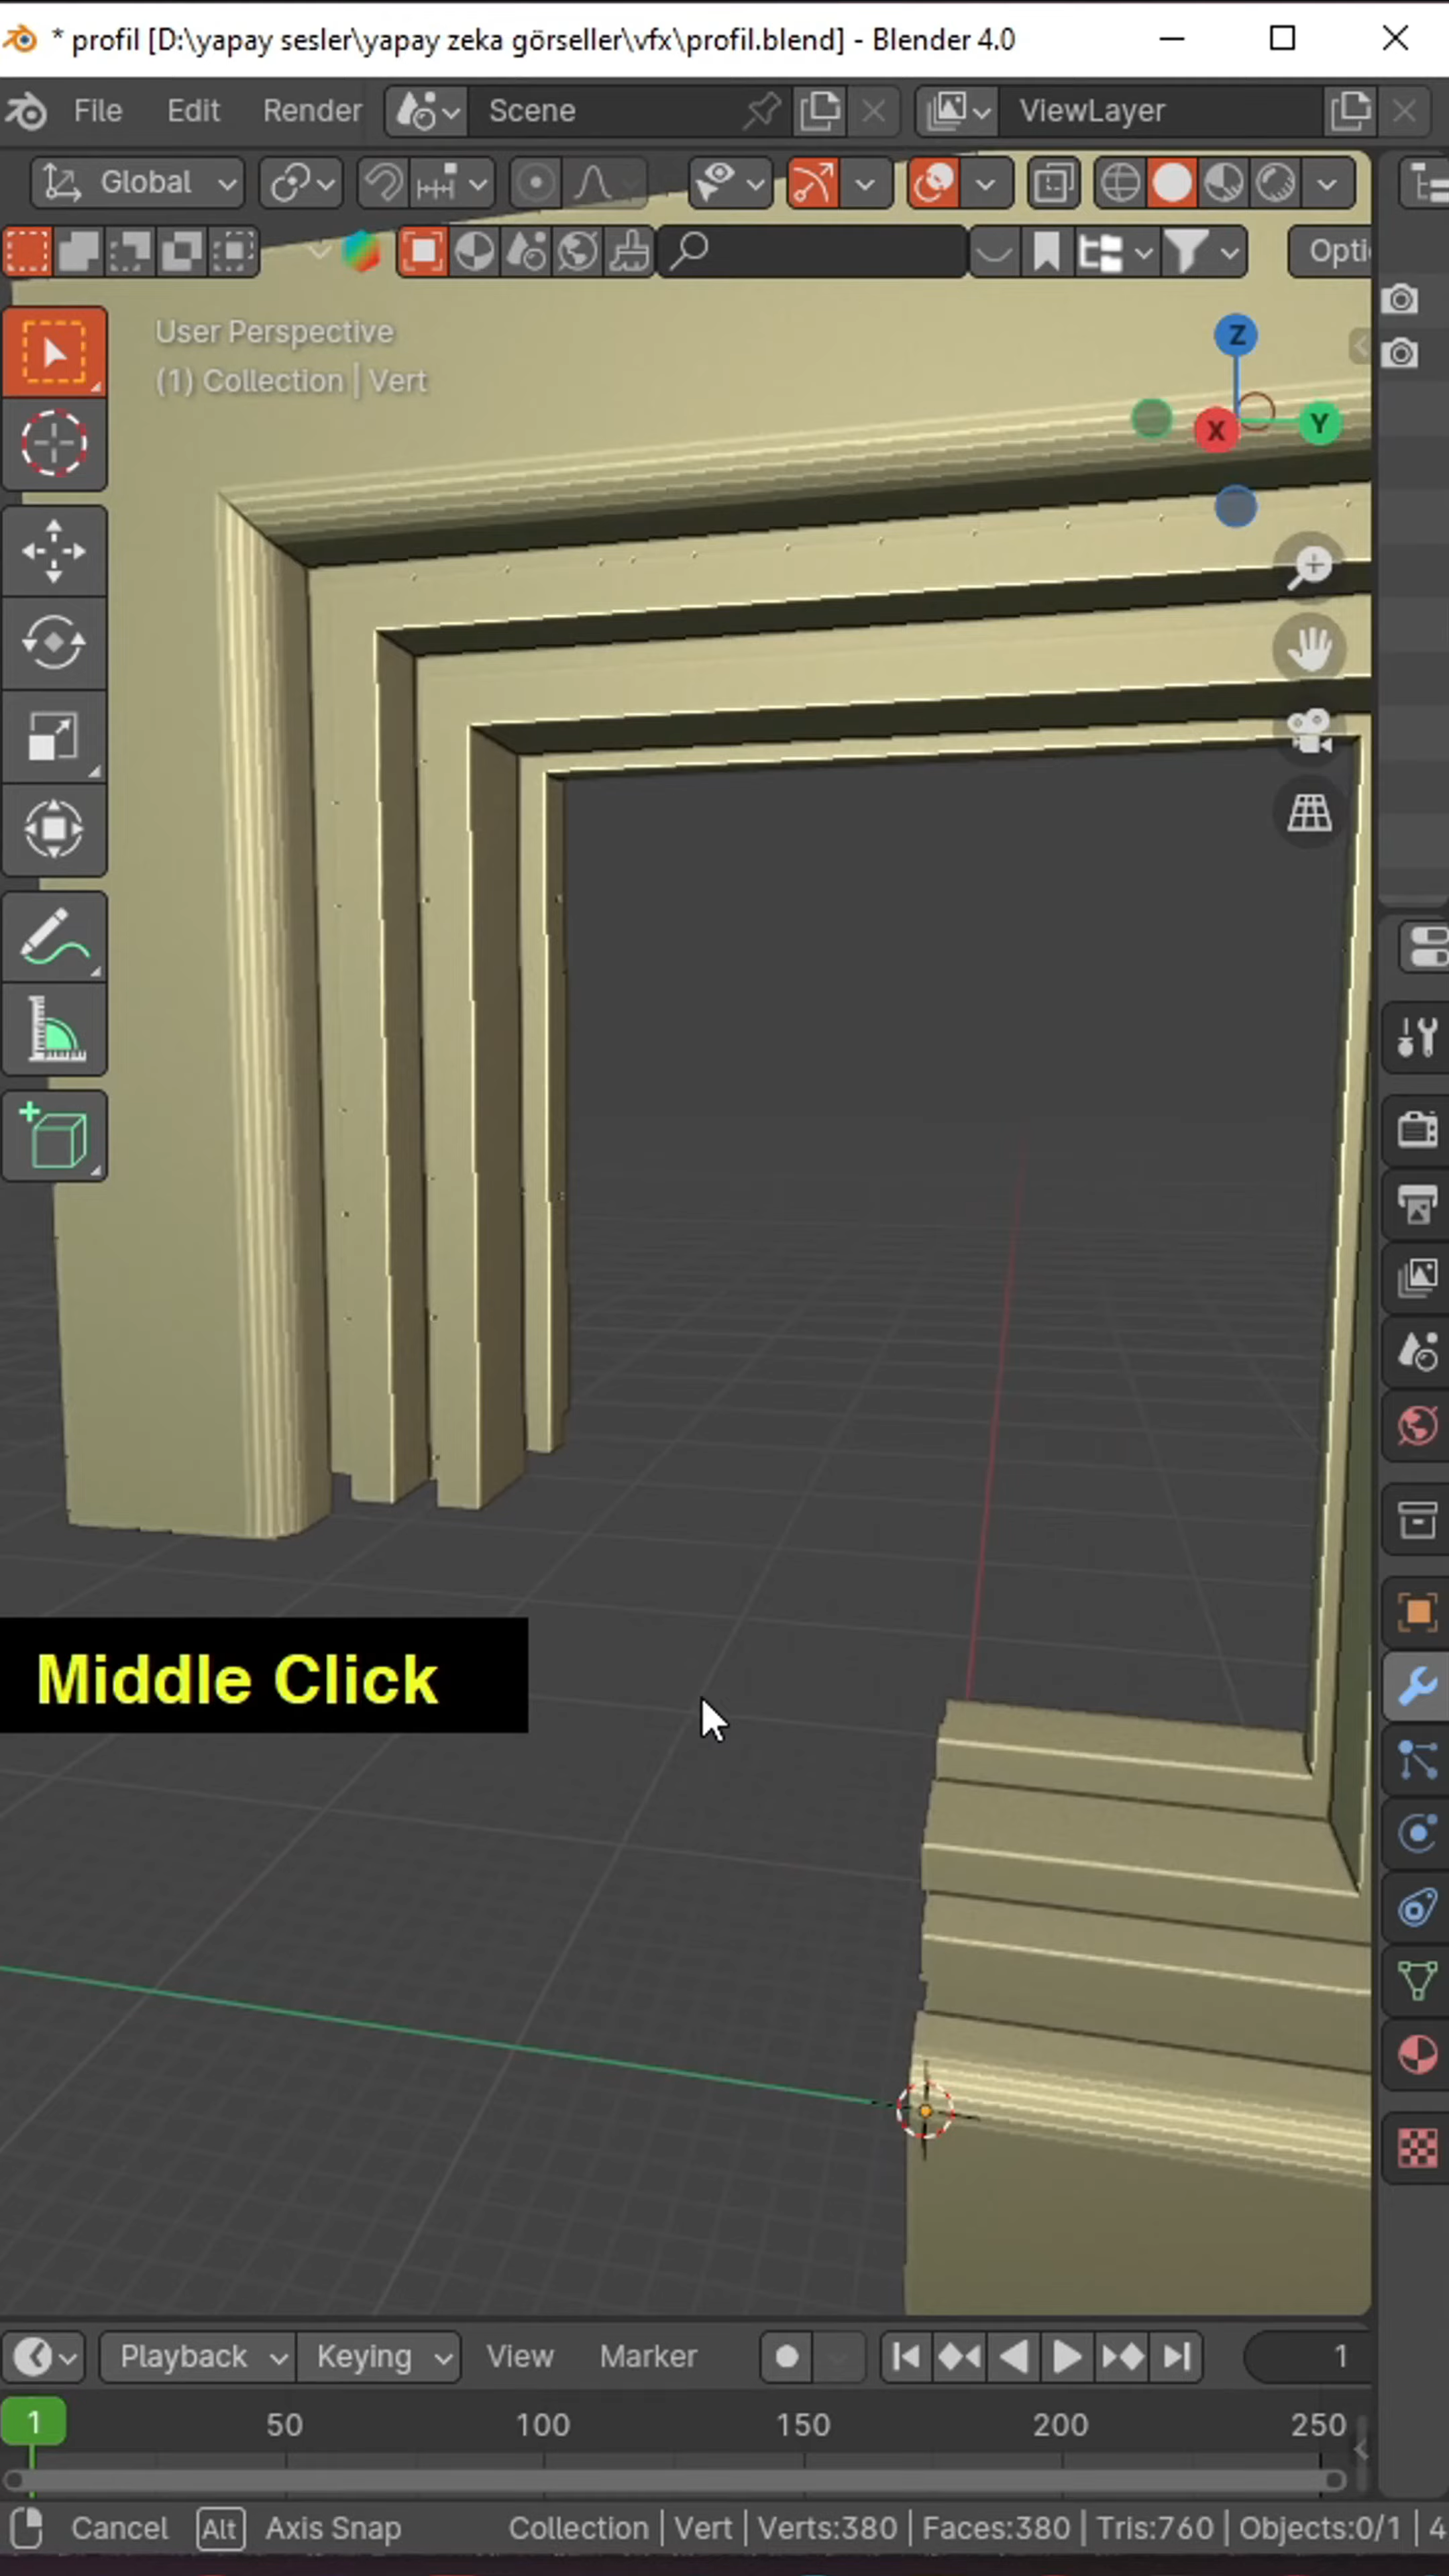 * profil [D:\yapay sesler\yapay zeka görseller\vfx\profil.blend] - Blender 4.0
File Edit Render Scene ViewLayer
Global
Opti
User Perspective
(1) Collection | Vert
Z
X Y
Middle Click
Playback Keying View Marker 1
1 50 100 150 200 250
Cancel Alt Axis Snap Collection | Vert | Verts:380 | Faces:380 | Tris:760 | Objects:0/1 | 4